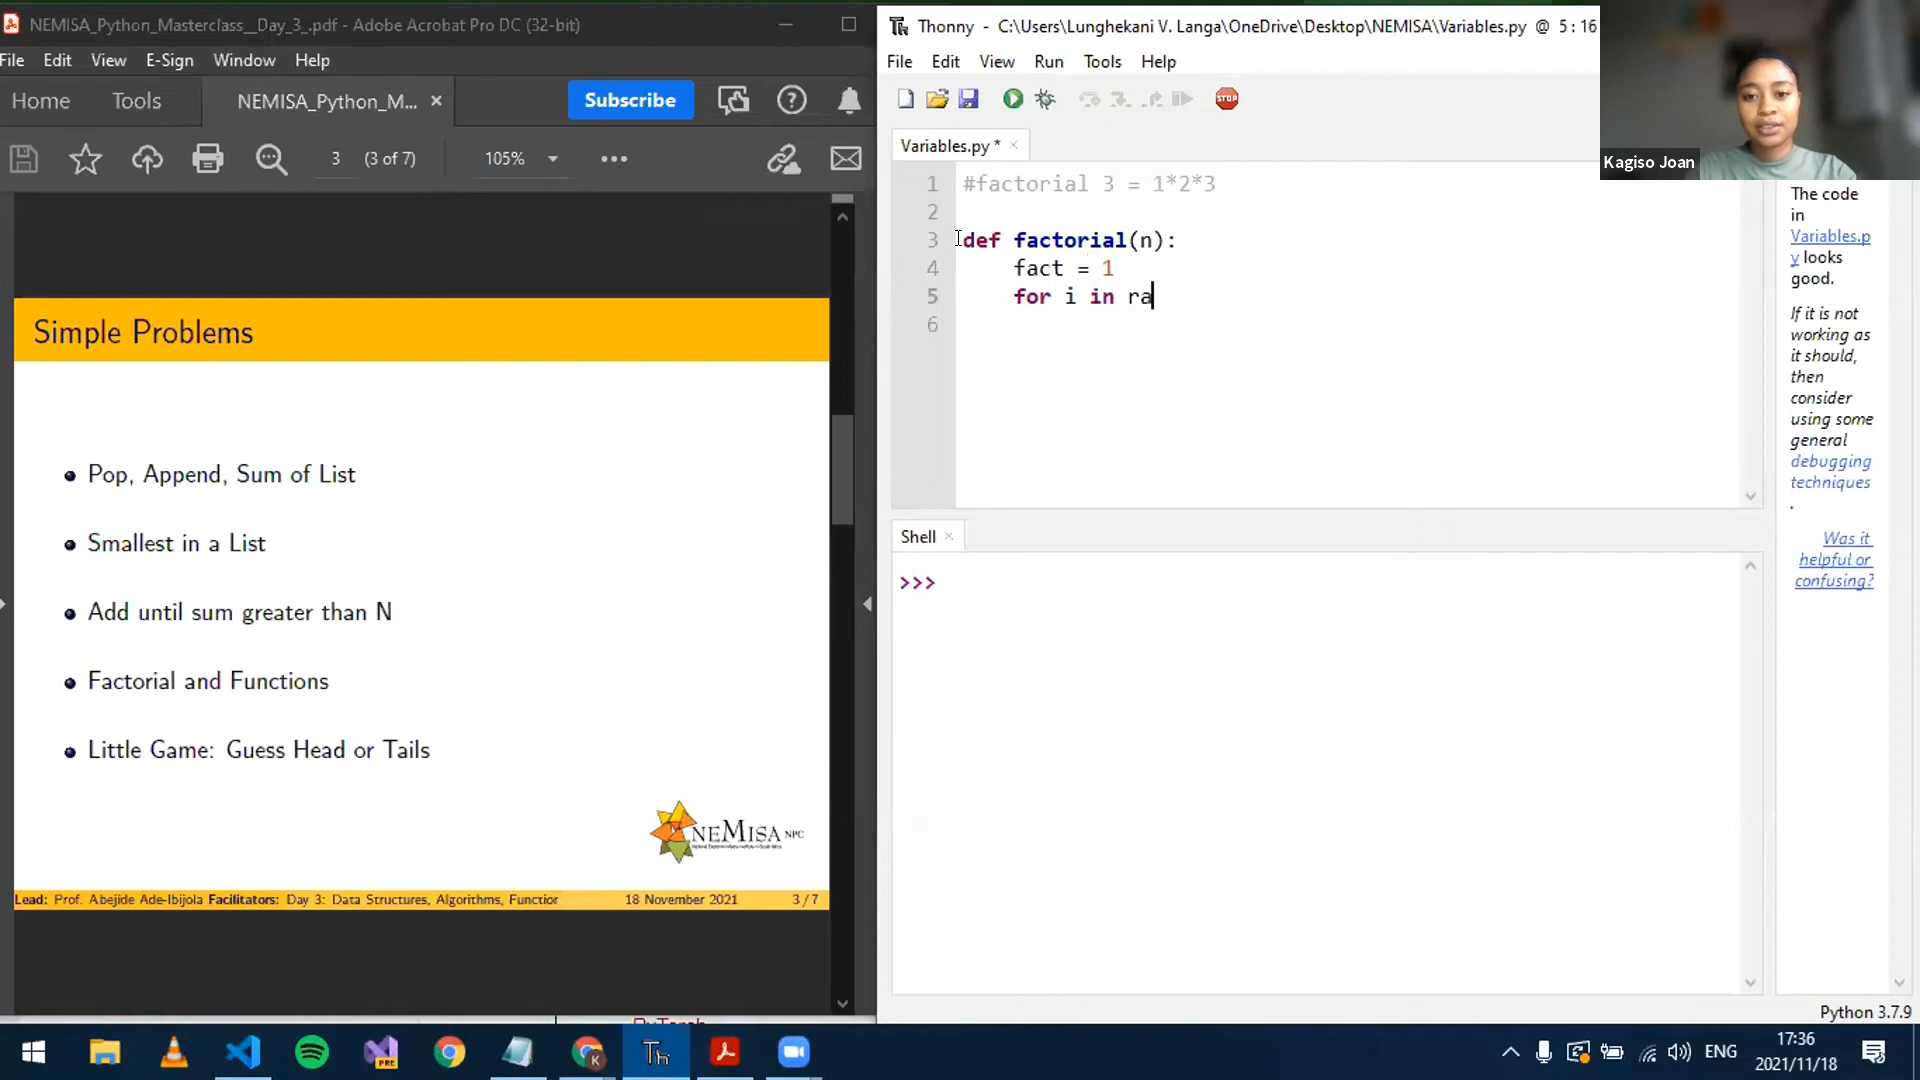 NEMISA_Python_Masterclass__Day_3_.pdf - Adobe Acrobat Pro DC (32-bit)
File Edit View E-Sign Window Help
Home Tools NEMISA_Python_M... ×
Subscribe
3 (3 of 7) 105%
Simple Problems
Pop, Append, Sum of List
Smallest in a List
Add until sum greater than N
Factorial and Functions
Little Game: Guess Head or Tails
NEMISA NPC
Lead: Prof. Abejide Ade-Ibijola Facilitators: Day 3: Data Structures, Algorithms, Function
18 November 2021
3 / 7
Thonny - C:\Users\Lunghekani V. Langa\OneDrive\Desktop\NEMISA\Variables.py @ 5:16
File Edit View Run Tools Help
STOP
Variables.py * ×
1 #factorial 3 = 1*2*3
2
3 def factorial(n):
4 fact = 1
5 for i in ra
6
Shell ×
>>>
Kagiso Joan
The code
in
Variables.p
y looks
good.
If it is not
working as
it should,
then
consider
using some
general
debugging
techniques
.
Was it
helpful or
confusing?
Python 3.7.9
PRE
K
Th
ENG
17:36
2021/11/18